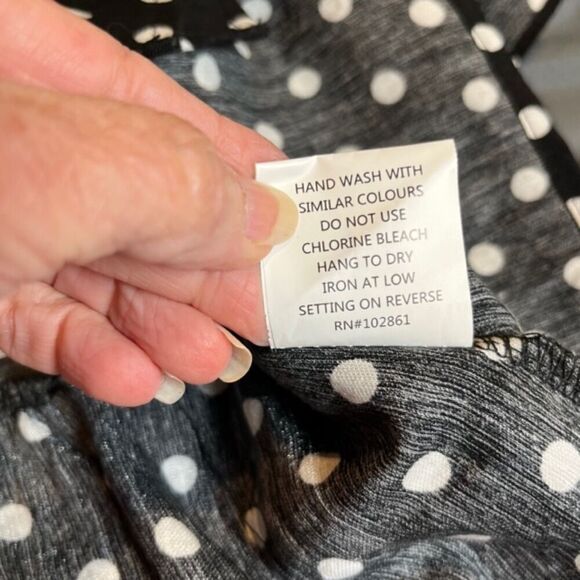 HAND WASH WITH
SIMILAR COLOURS
DO NOT USE
CHLORINE BLEACH
HANG TO DRY
IRON AT LOW
SETTING ON REVERSE
RN#102861